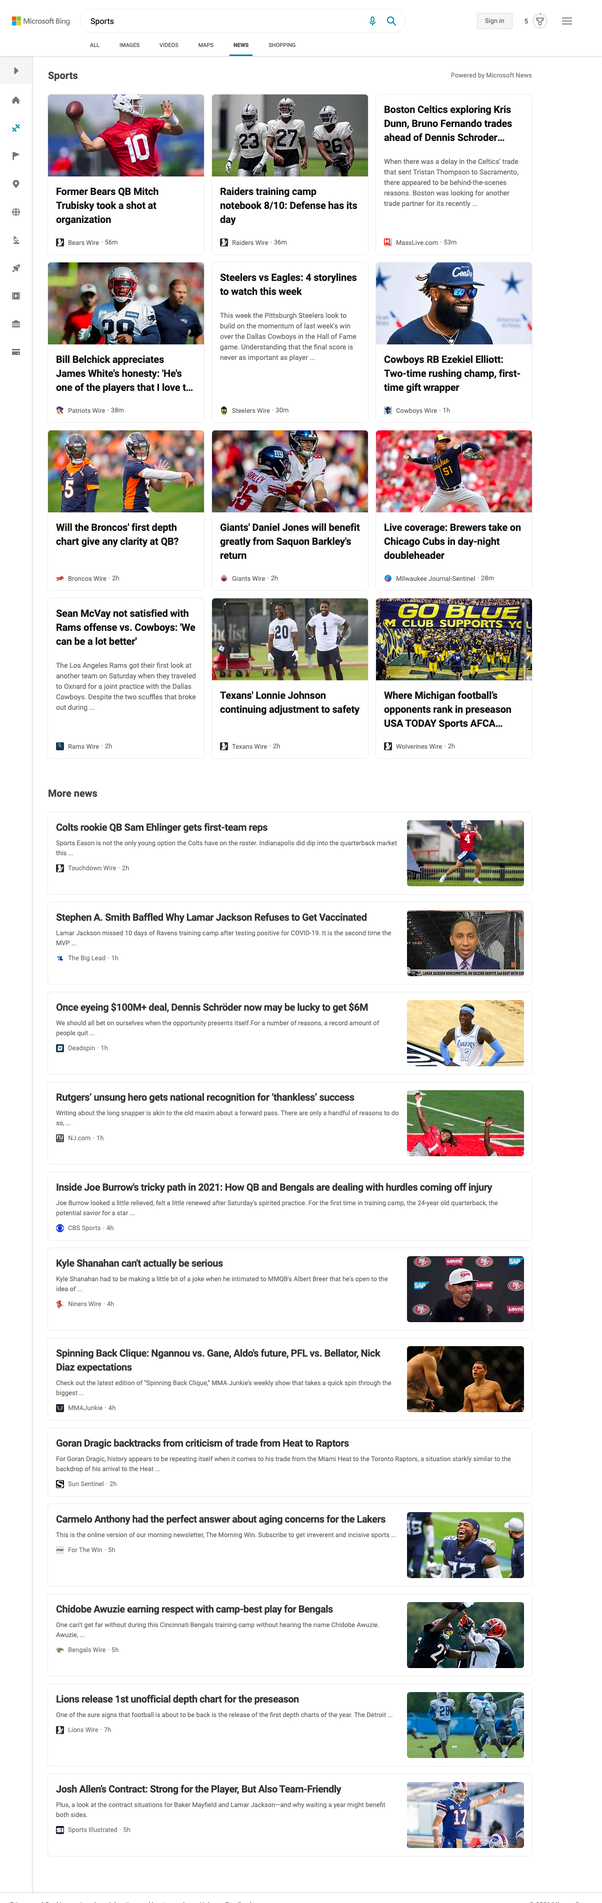 Microsoft Bing
Sports
Sign in
5
ALL IMAGES VIDEOS MAPS NEWS SHOPPING
Sports
Powered by Microsoft News
Former Bears QB Mitch
Trubisky took a shot at
organization
Bears Wire · 56m
Raiders training camp
notebook 8/10: Defense has its
day
Raiders Wire · 36m
Boston Celtics exploring Kris
Dunn, Bruno Fernando trades
ahead of Dennis Schroder...
When there was a delay in the Celtics' trade
that sent Tristan Thompson to Sacramento,
there appeared to be behind-the-scenes
reasons. Boston was looking for another
trade partner for its recently ...
MassLive.com · 53m
Bill Belichick appreciates
James White's honesty: 'He's
one of the players that I love t...
Patriots Wire · 38m
Steelers vs Eagles: 4 storylines
to watch this week
This week the Pittsburgh Steelers look to
build on the momentum of last week's win
over the Dallas Cowboys in the Hall of Fame
game. Understanding that the final score is
never as important as player ...
Steelers Wire · 30m
Cowboys RB Ezekiel Elliott:
Two-time rushing champ, first-
time gift wrapper
Cowboys Wire · 1h
Will the Broncos' first depth
chart give any clarity at QB?
Broncos Wire · 2h
Giants' Daniel Jones will benefit
greatly from Saquon Barkley's
return
Giants Wire · 2h
Live coverage: Brewers take on
Chicago Cubs in day-night
doubleheader
Milwaukee Journal-Sentinel · 28m
Sean McVay not satisfied with
Rams offense vs. Cowboys: 'We
can be a lot better'
The Los Angeles Rams got their first look at
another team on Saturday when they traveled
to Oxnard for a joint practice with the Dallas
Cowboys. Despite the two scuffles that broke
out during ...
Rams Wire · 2h
Texans' Lonnie Johnson
continuing adjustment to safety
Texans Wire · 2h
GO BLUE
M CLUB SUPPORTS YO
Where Michigan football's
opponents rank in preseason
USA TODAY Sports AFCA...
Wolverines Wire · 2h
More news
Colts rookie QB Sam Ehlinger gets first-team reps
Sports Eason is not the only young option the Colts have on the roster. Indianapolis did dip into the quarterback market
this ...
Touchdown Wire · 2h
Stephen A. Smith Baffled Why Lamar Jackson Refuses to Get Vaccinated
Lamar Jackson missed 10 days of Ravens training camp after testing positive for COVID-19. It is the second time the
MVP ...
The Big Lead · 1h
Once eyeing $100M+ deal, Dennis Schröder now may be lucky to get $6M
We should all bet on ourselves when the opportunity presents itself.For a number of reasons, a record amount of
people quit ...
Deadspin · 1h
Rutgers' unsung hero gets national recognition for 'thankless' success
Writing about the long snapper is akin to the old maxim about a forward pass. There are only a handful of reasons to do
so, ...
NJ.com · 1h
Inside Joe Burrow's tricky path in 2021: How QB and Bengals are dealing with hurdles coming off injury
Joe Burrow looked a little relieved, felt a little renewed after Saturday's spirited practice. For the first time in training camp, the 24-year old quarterback, the
potential savior for a star ...
CBS Sports · 4h
Kyle Shanahan can't actually be serious
Kyle Shanahan had to be making a little bit of a joke when he intimated to MMQB's Albert Breer that he's open to the
idea of ...
Niners Wire · 4h
Spinning Back Clique: Ngannou vs. Gane, Aldo's future, PFL vs. Bellator, Nick
Diaz expectations
Check out the latest edition of "Spinning Back Clique," MMA Junkie's weekly show that takes a quick spin through the
biggest ...
MMAJunkie · 4h
Goran Dragic backtracks from criticism of trade from Heat to Raptors
For Goran Dragic, history appears to be repeating itself when it comes to his trade from the Miami Heat to the Toronto Raptors, a situation starkly similar to the
backdrop of his arrival to the Heat ...
Sun Sentinel · 2h
Carmelo Anthony had the perfect answer about aging concerns for the Lakers
This is the online version of our morning newsletter, The Morning Win. Subscribe to get irreverent and incisive sports ...
For The Win · 5h
Chidobe Awuzie earning respect with camp-best play for Bengals
One can't get far without during this Cincinnati Bengals training camp without hearing the name Chidobe Awuzie.
Awuzie, ...
Bengals Wire · 5h
Lions release 1st unofficial depth chart for the preseason
One of the sure signs that football is about to be back is the release of the first depth charts of the year. The Detroit ...
Lions Wire · 7h
Josh Allen's Contract: Strong for the Player, But Also Team-Friendly
Plus, a look at the contract situations for Baker Mayfield and Lamar Jackson—and why waiting a year might benefit
both sides.
Sports Illustrated · 5h